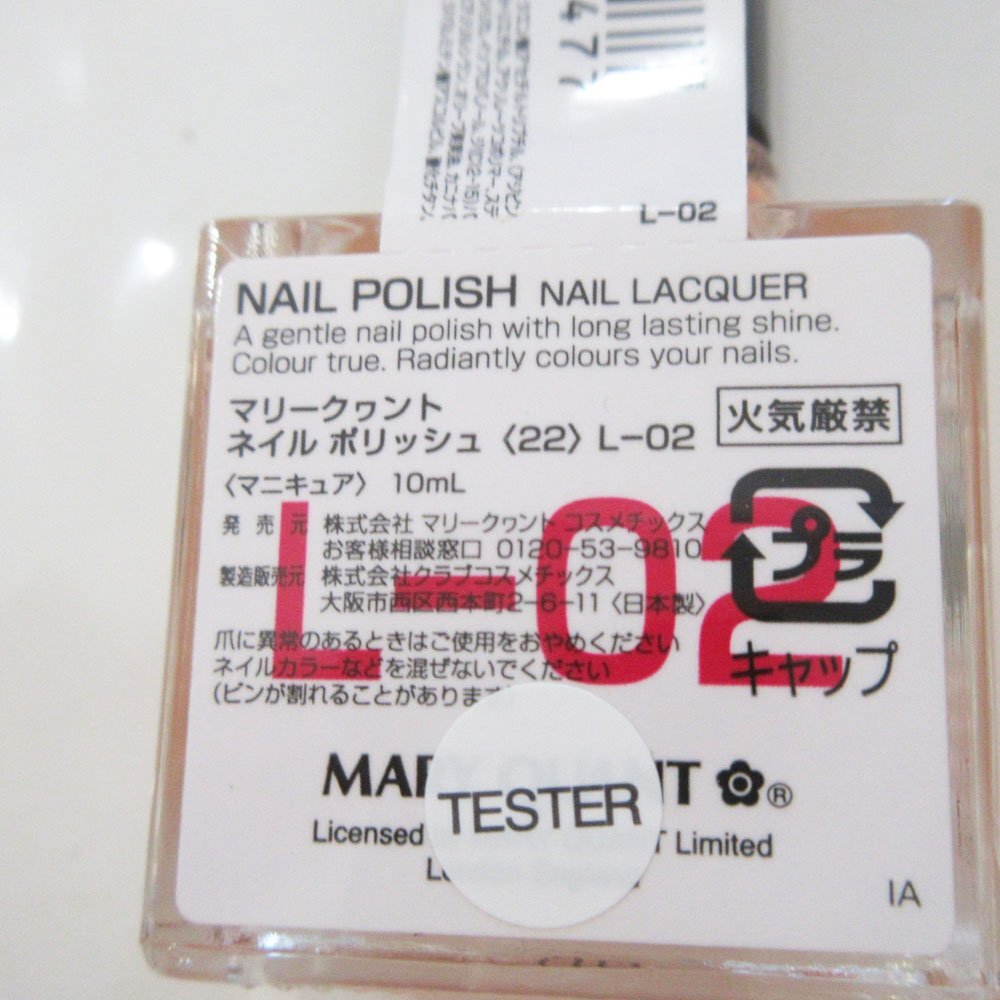 477
L-02
NAIL POLISH NAIL LACQUER
A gentle nail polish with long lasting shine.
Colour true. Radiantly colours your nails.
マリークヮント
ネイル ポリッシュ〈22〉L-02
火気厳禁
〈マニキュア〉 10mL
L-02
発売元 株式会社 マリークヮント コスメチックス
お客様相談窓口 0120-53-9810
製造販売元 株式会社クラブコスメチックス
大阪市西区西本町2-6-11〈日本製〉
プラ
キャップ
爪に異常のあるときはご使用をおやめください
ネイルカラーなどを混ぜないでください
(ビンが割れることがありま
MARY QUANT ®
TESTER
Licensed Limited
IA